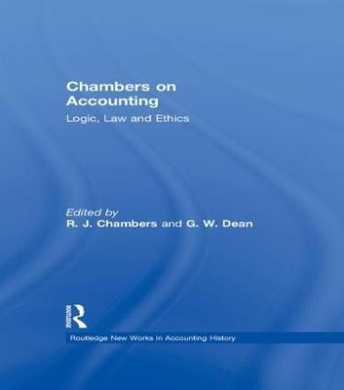 Chambers on
Accounting
Logic, Law and Ethics
Edited by
R. J. Chambers and G. W. Dean
ROUTLEDGE
Routledge New Works in Accounting History